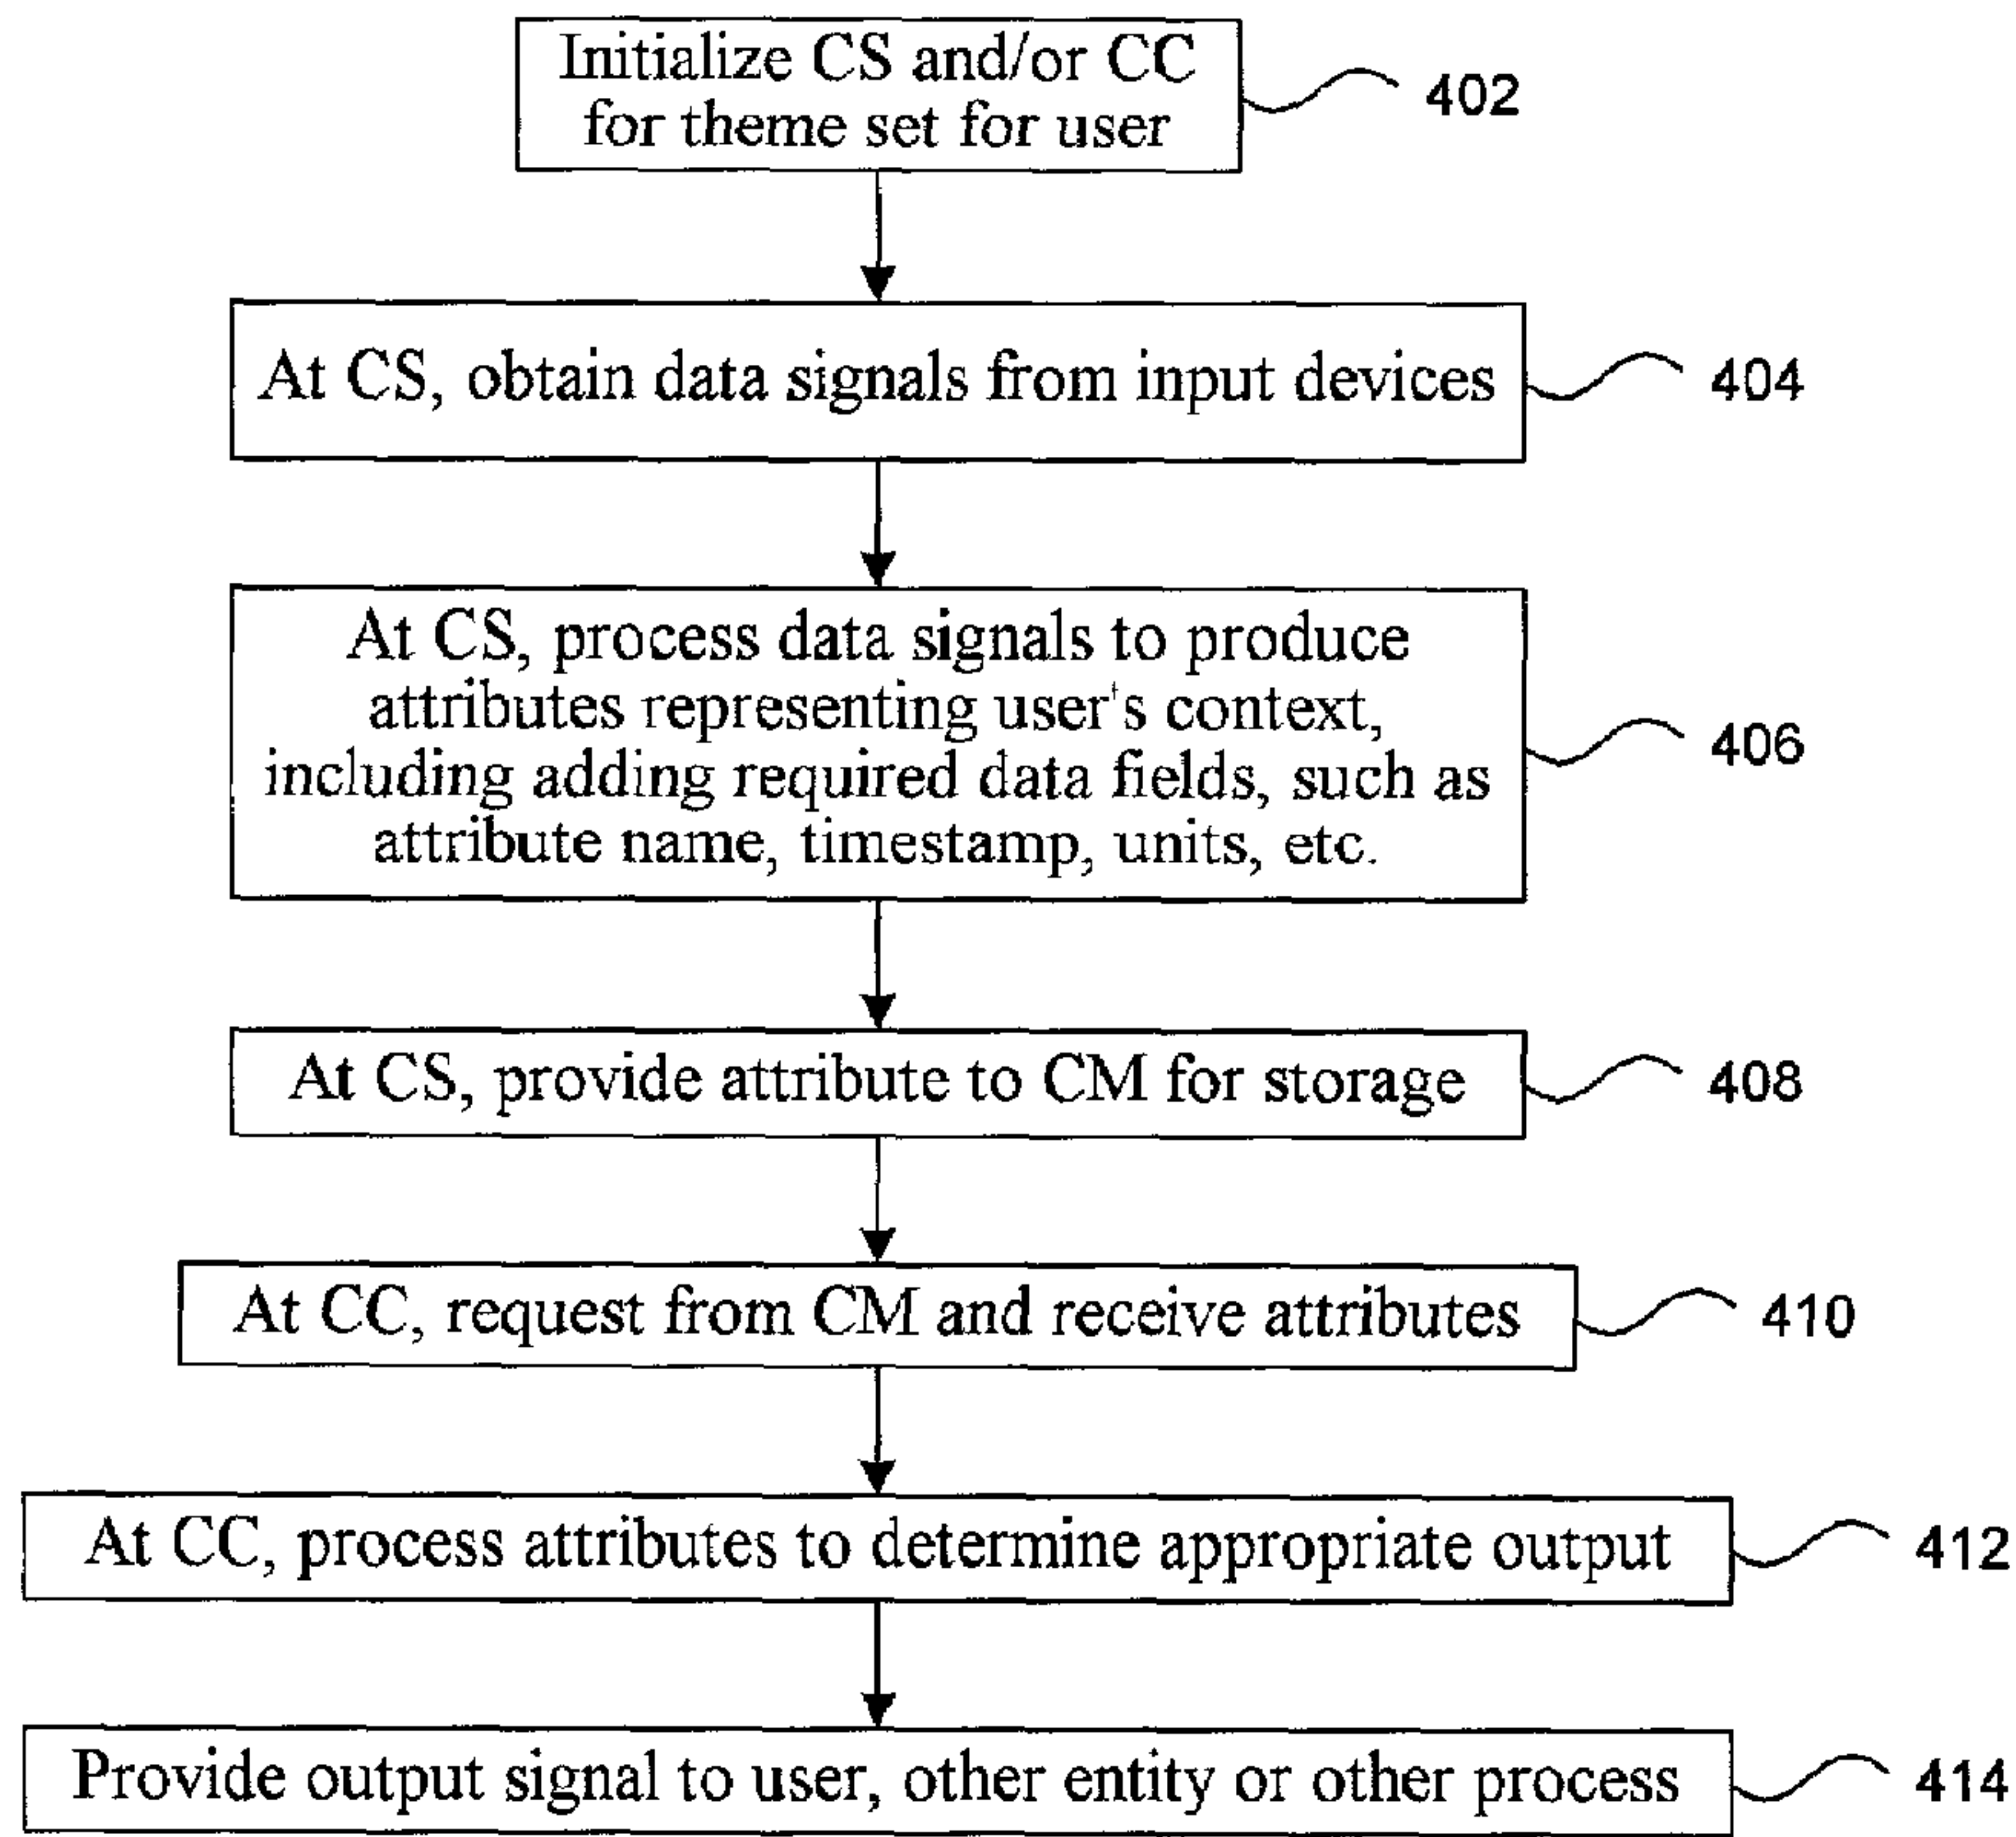 Initialize CS and/or CC
for theme set for user
402
At CS, obtain data signals from input devices
404
At CS, process data signals to produce
attributes representing user's context,
including adding required data fields, such as
attribute name, timestamp, units, etc.
406
At CS, provide attribute to CM for storage
408
At CC, request from CM and receive attributes
410
At CC, process attributes to determine appropriate output
412
Provide output signal to user, other entity or other process
414